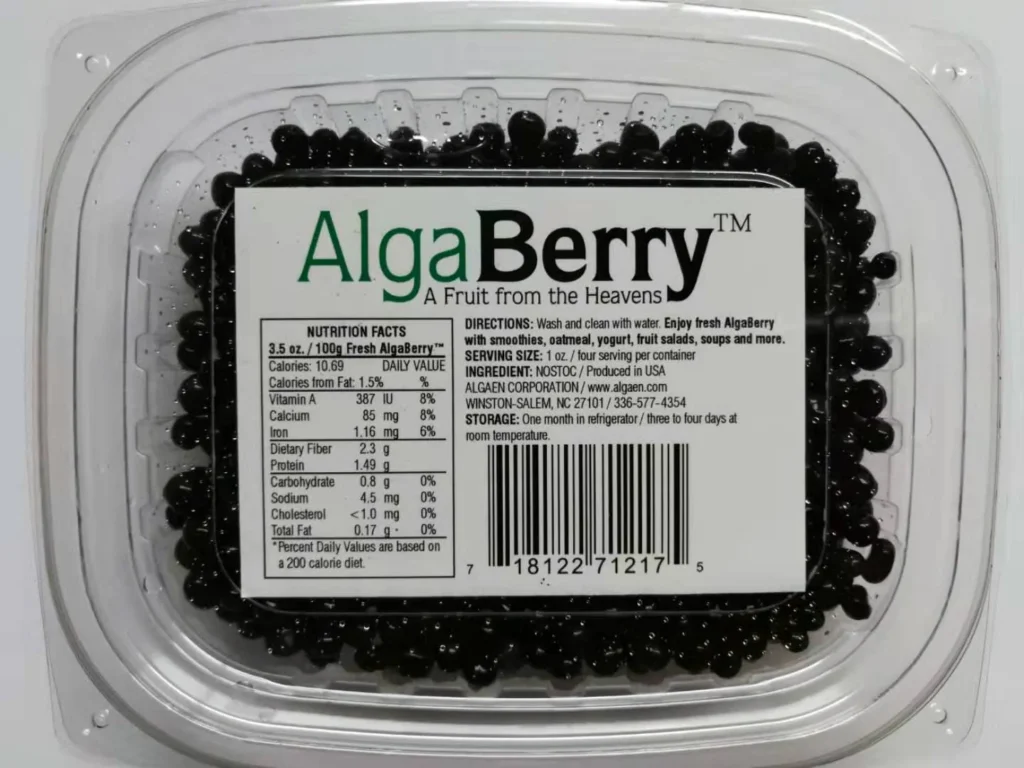 AlgaBerry™
A Fruit from the Heavens
NUTRITION FACTS
3.5 oz. / 100g Fresh AlgaBerry™
Calories: 10.69 DAILY VALUE
Calories from Fat: 1.5% %
Vitamin A 387 IU 8%
Calcium 85 mg 8%
Iron 1.16 mg 6%
Dietary Fiber 2.3 g
Protein 1.49 g
Carbohydrate 0.8 g 0%
Sodium 4.5 mg 0%
Cholesterol <1.0 mg 0%
Total Fat 0.17 g 0%
*Percent Daily Values are based on
a 200 calorie diet.
DIRECTIONS: Wash and clean with water. Enjoy fresh AlgaBerry
with smoothies, oatmeal, yogurt, fruit salads, soups and more.
SERVING SIZE: 1 oz. / four serving per container
INGREDIENT: NOSTOC / Produced in USA
ALGAEN CORPORATION / www.algaen.com
WINSTON-SALEM, NC 27101 / 336-577-4354
STORAGE: One month in refrigerator / three to four days at
room temperature.
7 18122 71217 5